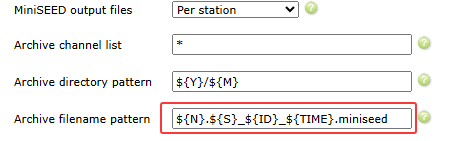 MiniSEED output files Per station ?
Archive channel list * ?
Archive directory pattern ${Y}/${M} ?
Archive filename pattern ${N}.${S}_${ID}_${TIME}.miniseed ?